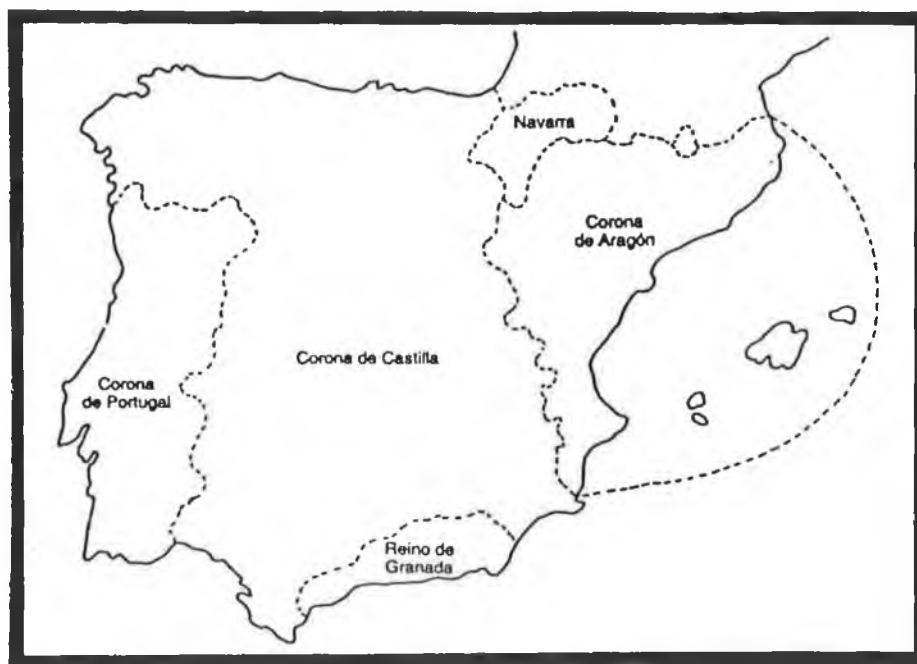 Navarra
Corona
de Aragón
Corona de Castilla
Corona
de Portugal
Reino de
Granada